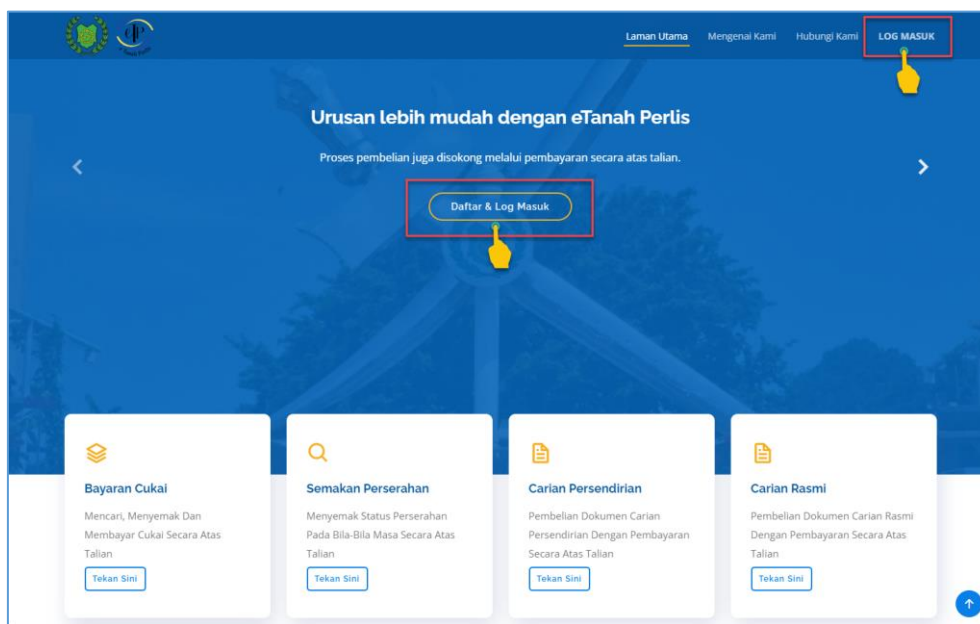 Laman Utama Mengenai Kami Hubungi Kami LOG MASUK
Urusan lebih mudah dengan eTanah Perlis
Proses pembelian juga disokong melalui pembayaran secara atas talian.
Daftar & Log Masuk
Bayaran Cukai
Mencari, Menyemak Dan
Membayar Cukai Secara Atas
Talian
Tekan Sini
Semakan Perserahan
Menyemak Status Perserahan
Pada Bila-Bila Masa Secara Atas
Talian
Tekan Sini
Carian Persendirian
Pembelian Dokumen Carian
Persendirian Dengan Pembayaran
Secara Atas Talian
Tekan Sini
Carian Rasmi
Pembelian Dokumen Carian Rasmi
Dengan Pembayaran Secara Atas
Talian
Tekan Sini